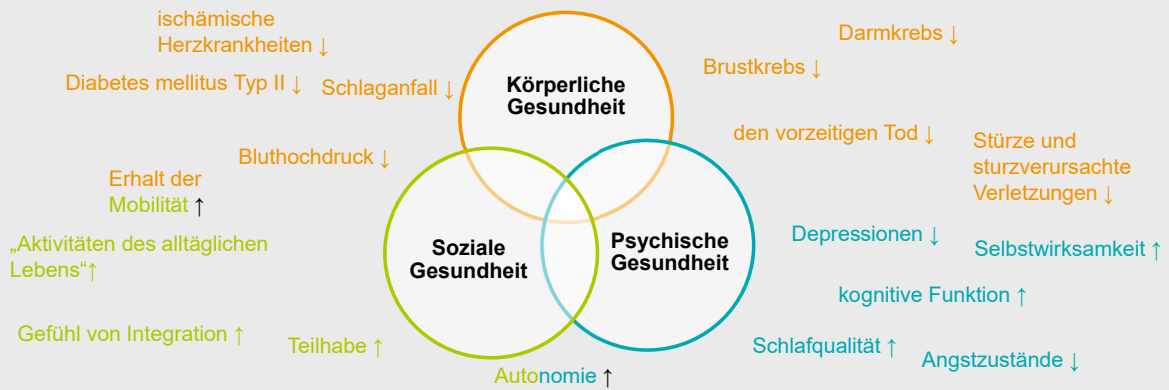 ischämische
Herzkrankheiten ↓
Darmkrebs ↓
Brustkrebs ↓
Diabetes mellitus Typ II ↓
Schlaganfall ↓
Körperliche
Gesundheit
den vorzeitigen Tod ↓
Stürze und
sturzverursachte
Verletzungen ↓
Bluthochdruck ↓
Erhalt der
Mobilität ↑
„Aktivitäten des alltäglichen
Lebens“↑
Soziale
Gesundheit
Psychische
Gesundheit
Depressionen ↓
Selbstwirksamkeit ↑
kognitive Funktion ↑
Gefühl von Integration ↑
Teilhabe ↑
Schlafqualität ↑
Angstzustände ↓
Autonomie ↑